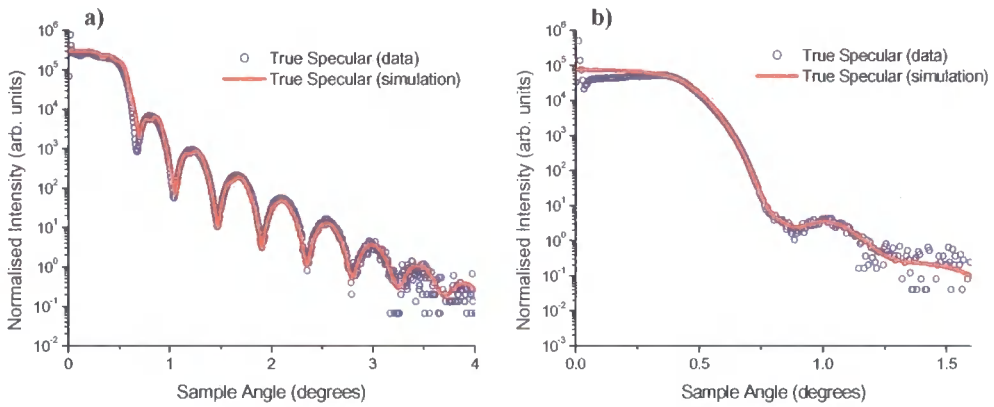 a)
True Specular (data)
True Specular (simulation)
Normalised Intensity (arb. units)
10^6
10^5
10^4
10^3
10^2
10^1
10^0
10^-1
10^-2
0 1 2 3 4
Sample Angle (degrees)
b)
True Specular (data)
True Specular (simulation)
Normalised Intensity (arb. units)
10^6
10^5
10^4
10^3
10^2
10^1
10^0
10^-1
10^-2
10^-3
0.0 0.5 1.0 1.5
Sample Angle (degrees)